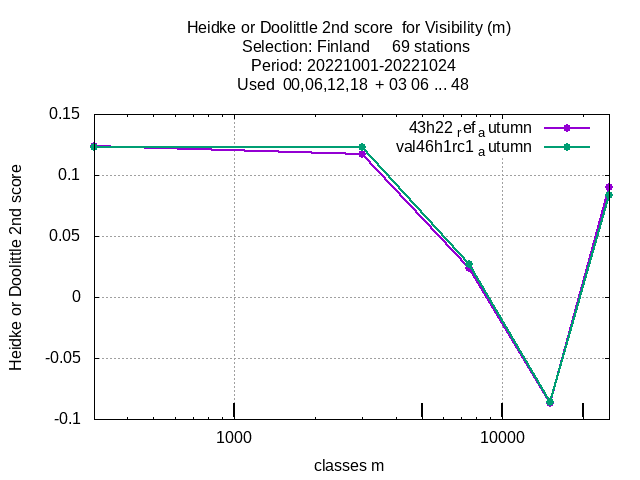 Heidke or Doolittle 2nd score  for Visibility (m)
Selection: Finland     69 stations
Period: 20221001-20221024
Used  00,06,12,18  + 03 06 ... 48
0.15
0.1
0.05
0
-0.05
-0.1
Heidke or Doolittle 2nd score
43h22 ref autumn
val46h1rc1 autumn
1000
10000
classes m